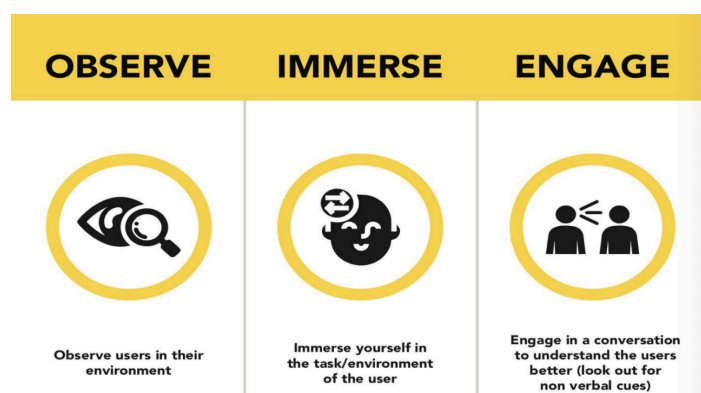 OBSERVE
IMMERSE
ENGAGE
Observe users in their
environment
Immerse yourself in
the task/environment
of the user
Engage in a conversation
to understand the users
better (look out for
non verbal cues)